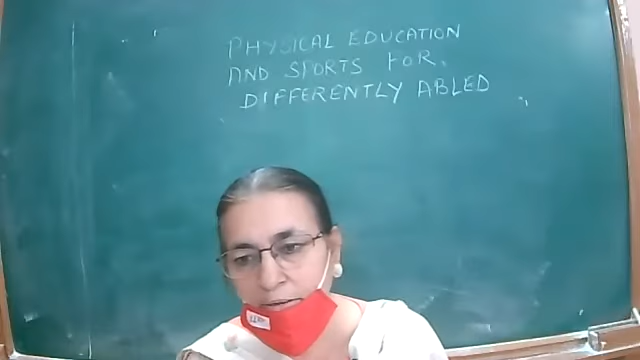 PHYSICAL EDUCATION
AND SPORTS FOR.
DIFFERENTLY ABLED